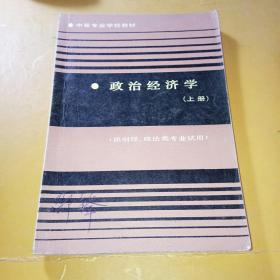 ● 中等专业学校教材
● 政治经济学
（上册）
（供财经、政法类专业试用）